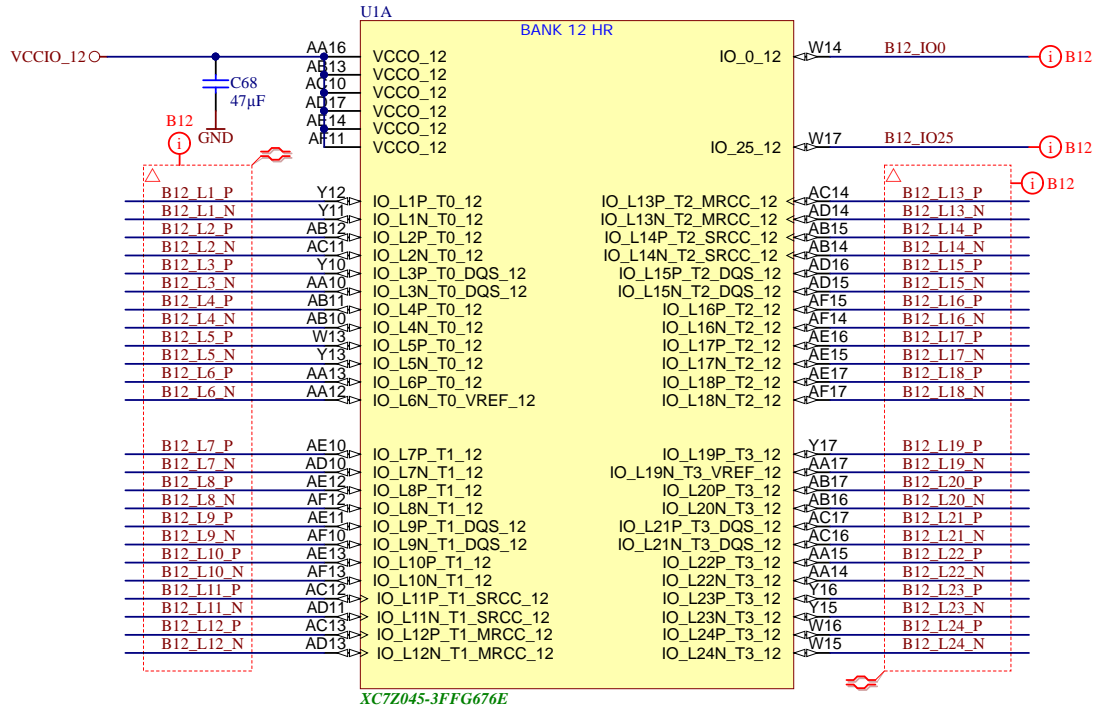 U1A
BANK 12 HR
VCCIO_12
AA16 VCCO_12
AB13 VCCO_12
AC10 VCCO_12
AD17 VCCO_12
AE14 VCCO_12
AF11 VCCO_12
C68
47µF
GND
B12
i
IO_0_12 W14 B12_IO0 i B12
IO_25_12 W17 B12_IO25 i B12
i B12
B12_L1_P Y12 IO_L1P_T0_12
B12_L1_N Y11 IO_L1N_T0_12
B12_L2_P AB12 IO_L2P_T0_12
B12_L2_N AC11 IO_L2N_T0_12
B12_L3_P Y10 IO_L3P_T0_DQS_12
B12_L3_N AA10 IO_L3N_T0_DQS_12
B12_L4_P AB11 IO_L4P_T0_12
B12_L4_N AB10 IO_L4N_T0_12
B12_L5_P W13 IO_L5P_T0_12
B12_L5_N Y13 IO_L5N_T0_12
B12_L6_P AA13 IO_L6P_T0_12
B12_L6_N AA12 IO_L6N_T0_VREF_12
B12_L7_P AE10 IO_L7P_T1_12
B12_L7_N AD10 IO_L7N_T1_12
B12_L8_P AE12 IO_L8P_T1_12
B12_L8_N AF12 IO_L8N_T1_12
B12_L9_P AE11 IO_L9P_T1_DQS_12
B12_L9_N AF10 IO_L9N_T1_DQS_12
B12_L10_P AE13 IO_L10P_T1_12
B12_L10_N AF13 IO_L10N_T1_12
B12_L11_P AC12 IO_L11P_T1_SRCC_12
B12_L11_N AD11 IO_L11N_T1_SRCC_12
B12_L12_P AC13 IO_L12P_T1_MRCC_12
B12_L12_N AD13 IO_L12N_T1_MRCC_12
IO_L13P_T2_MRCC_12 AC14 B12_L13_P
IO_L13N_T2_MRCC_12 AD14 B12_L13_N
IO_L14P_T2_SRCC_12 AB15 B12_L14_P
IO_L14N_T2_SRCC_12 AB14 B12_L14_N
IO_L15P_T2_DQS_12 AD16 B12_L15_P
IO_L15N_T2_DQS_12 AD15 B12_L15_N
IO_L16P_T2_12 AF15 B12_L16_P
IO_L16N_T2_12 AF14 B12_L16_N
IO_L17P_T2_12 AE16 B12_L17_P
IO_L17N_T2_12 AE15 B12_L17_N
IO_L18P_T2_12 AE17 B12_L18_P
IO_L18N_T2_12 AF17 B12_L18_N
IO_L19P_T3_12 Y17 B12_L19_P
IO_L19N_T3_VREF_12 AA17 B12_L19_N
IO_L20P_T3_12 AB17 B12_L20_P
IO_L20N_T3_12 AB16 B12_L20_N
IO_L21P_T3_DQS_12 AC17 B12_L21_P
IO_L21N_T3_DQS_12 AC16 B12_L21_N
IO_L22P_T3_12 AA15 B12_L22_P
IO_L22N_T3_12 AA14 B12_L22_N
IO_L23P_T3_12 Y16 B12_L23_P
IO_L23N_T3_12 Y15 B12_L23_N
IO_L24P_T3_12 W16 B12_L24_P
IO_L24N_T3_12 W15 B12_L24_N
XC7Z045-3FFG676E